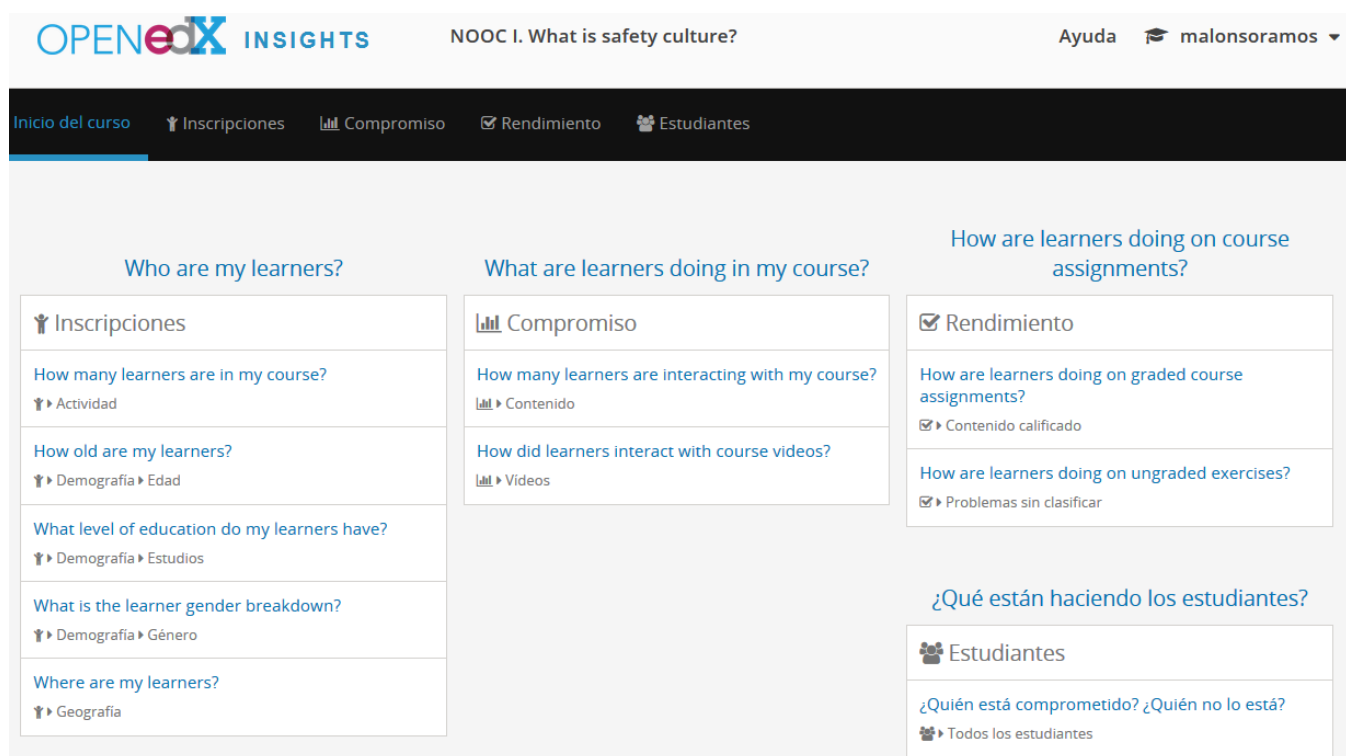 OPENedX INSIGHTS
NOOC I. What is safety culture?
Ayuda malonsoramos
Inicio del curso Inscripciones Compromiso Rendimiento Estudiantes
Who are my learners?
Inscripciones
How many learners are in my course?
Actividad
How old are my learners?
Demografía Edad
What level of education do my learners have?
Demografía Estudios
What is the learner gender breakdown?
Demografía Género
Where are my learners?
Geografía
What are learners doing in my course?
Compromiso
How many learners are interacting with my course?
Contenido
How did learners interact with course videos?
Vídeos
How are learners doing on course
assignments?
Rendimiento
How are learners doing on graded course
assignments?
Contenido calificado
How are learners doing on ungraded exercises?
Problemas sin clasificar
¿Qué están haciendo los estudiantes?
Estudiantes
¿Quién está comprometido? ¿Quién no lo está?
Todos los estudiantes